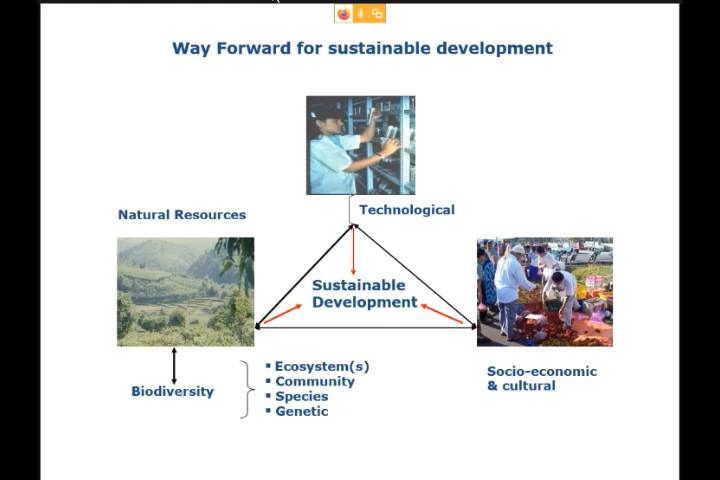 Way Forward for sustainable development
Technological
Natural Resources
Sustainable
Development
Socio-economic
& cultural
Biodiversity
▪ Ecosystem(s)
▪ Community
▪ Species
▪ Genetic